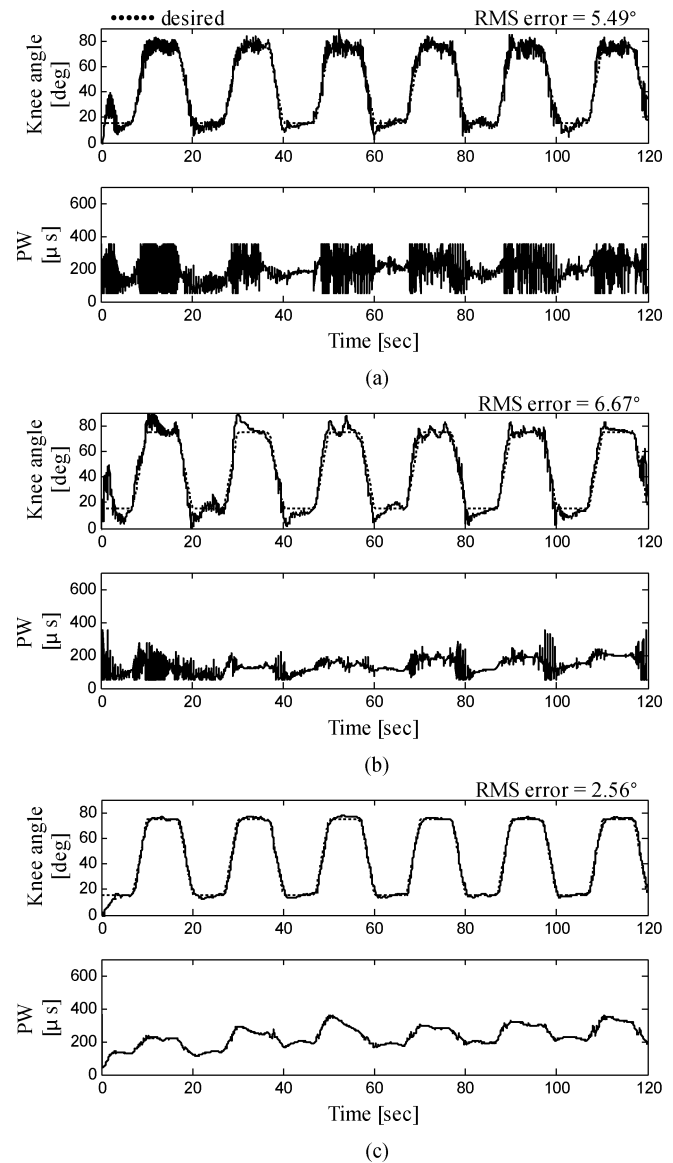 desired RMS error = 5.49°
80
60
40
20
0
Knee angle
[deg]
0 20 40 60 80 100 120
600
400
200
0
PW
[μ s]
0 20 40 60 80 100 120
Time [sec]
(a)
RMS error = 6.67°
80
60
40
20
0
Knee angle
[deg]
0 20 40 60 80 100 120
600
400
200
0
PW
[μ s]
0 20 40 60 80 100 120
Time [sec]
(b)
RMS error = 2.56°
80
60
40
20
0
Knee angle
[deg]
0 20 40 60 80 100 120
600
400
200
0
PW
[μ s]
0 20 40 60 80 100 120
Time [sec]
(c)